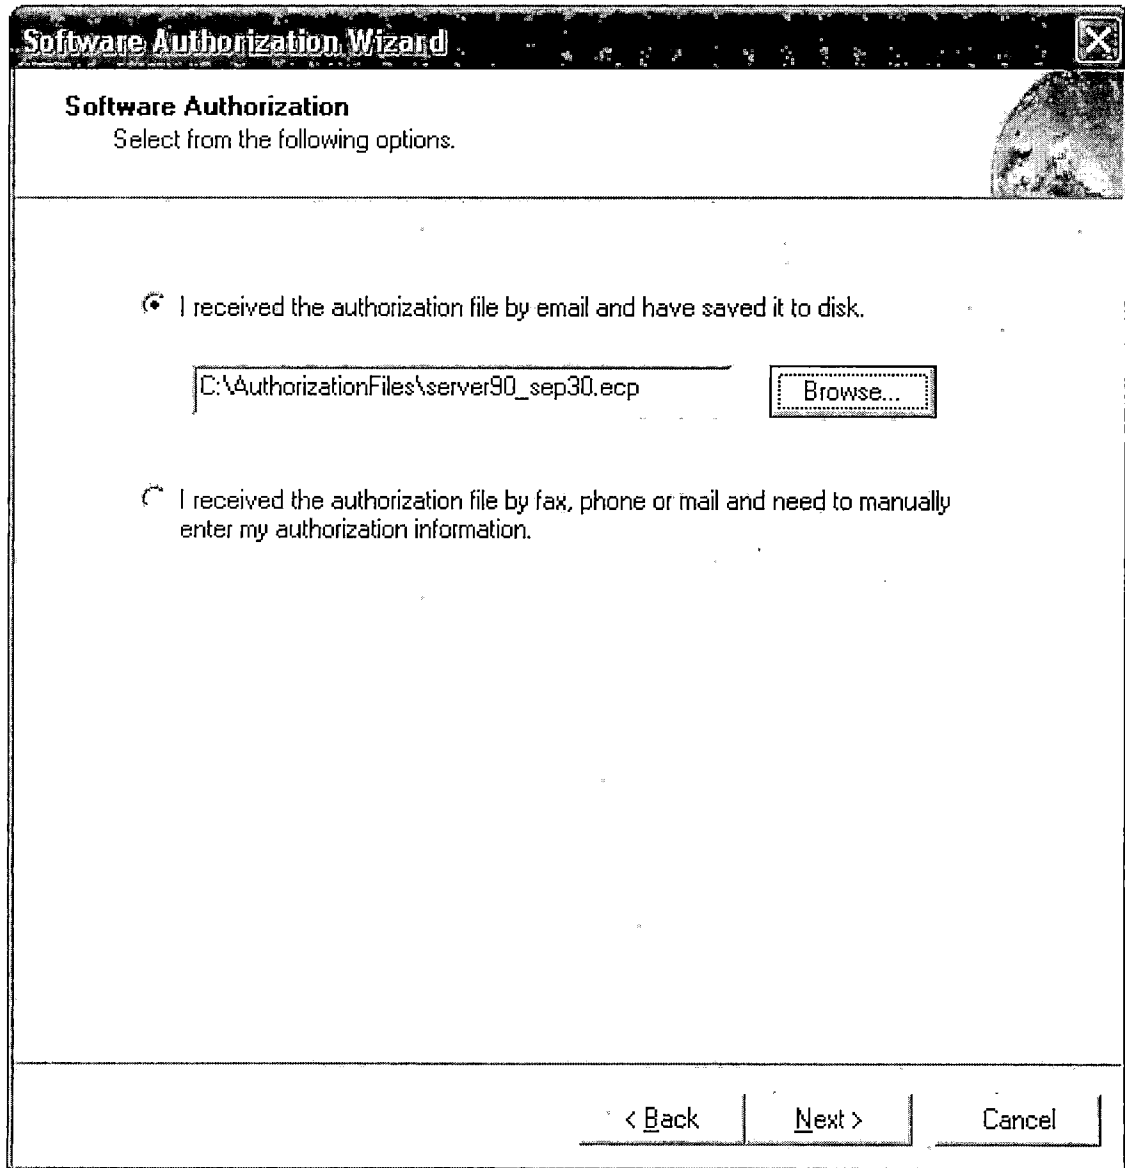 Software Authorization Wizard
Software Authorization
Select from the following options.
I received the authorization file by email and have saved it to disk.
C:\AuthorizationFiles\server90_sep30.ecp
Browse...
I received the authorization file by fax, phone or mail and need to manually
enter my authorization information.
< Back
Next >
Cancel